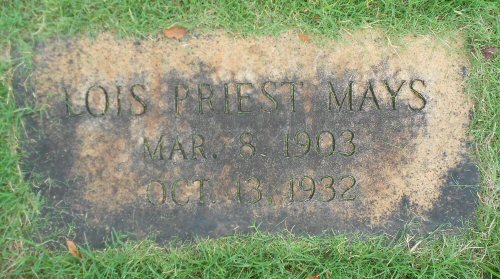 LOIS PRIEST MAYS
MAR. 8, 1903
OCT. 13, 1932